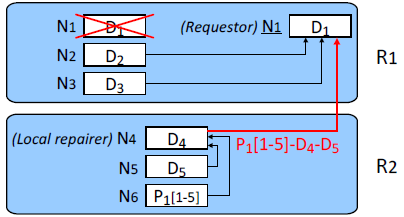 N1 D1 (Requestor) N1 D1
N2 D2
N3 D3
R1
(Local repairer) N4 D4
P1[1-5]-D4-D5
N5 D5
N6 P1[1-5]
R2